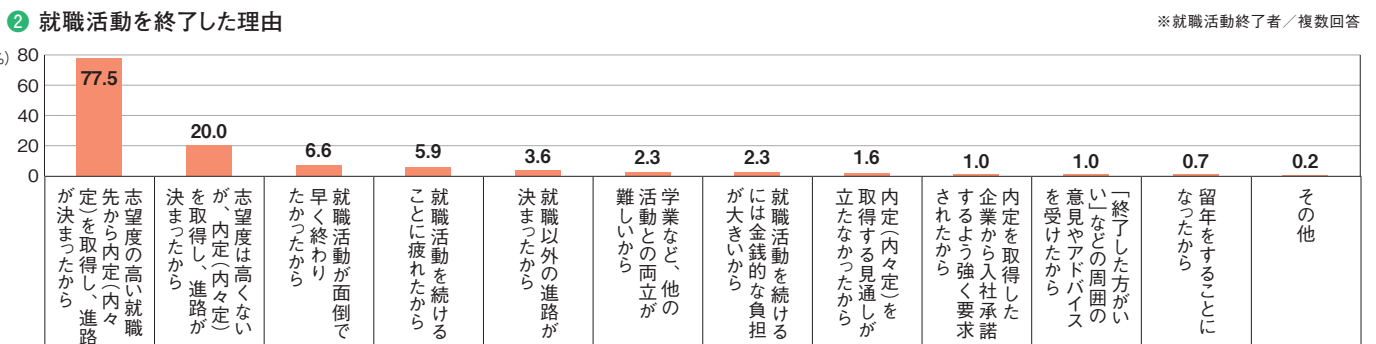 2 就職活動を終了した理由
※就職活動終了者／複数回答
%)
80
60
40
20
0
77.5
20.0
6.6
5.9
3.6
2.3
2.3
1.6
1.0
1.0
0.7
0.2
志望度の高い就職
先から内定（内々
定）を取得し、進路
が決まったから
志望度は高くない
が、内定（内々定）
を取得し、進路が
決まったから
就職活動が面倒で
早く終わり
たかったから
就職活動を続ける
ことに疲れたから
就職以外の進路が
決まったから
学業など、他の
活動との両立が
難しいから
就職活動を続ける
には金銭的な負担
が大きいから
内定（内々定）を
取得する見通しが
立たなかったから
内定を取得した
企業から入社承諾
するよう強く要求
されたから
「終了した方がい
い」などの周囲の
意見やアドバイス
を受けたから
留年をすることに
なったから
その他